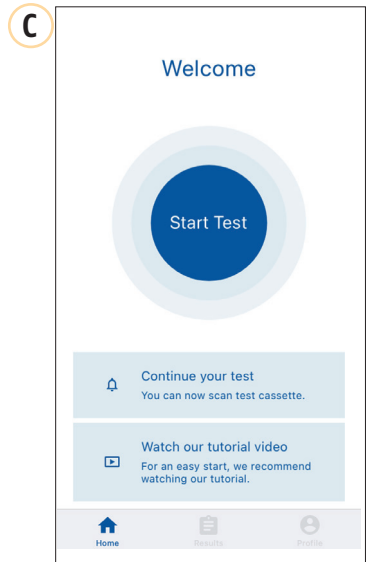 C
Welcome
Start Test
Continue your test
You can now scan test cassette.
Watch our tutorial video
For an easy start, we recommend
watching our tutorial.
Home Results Profile